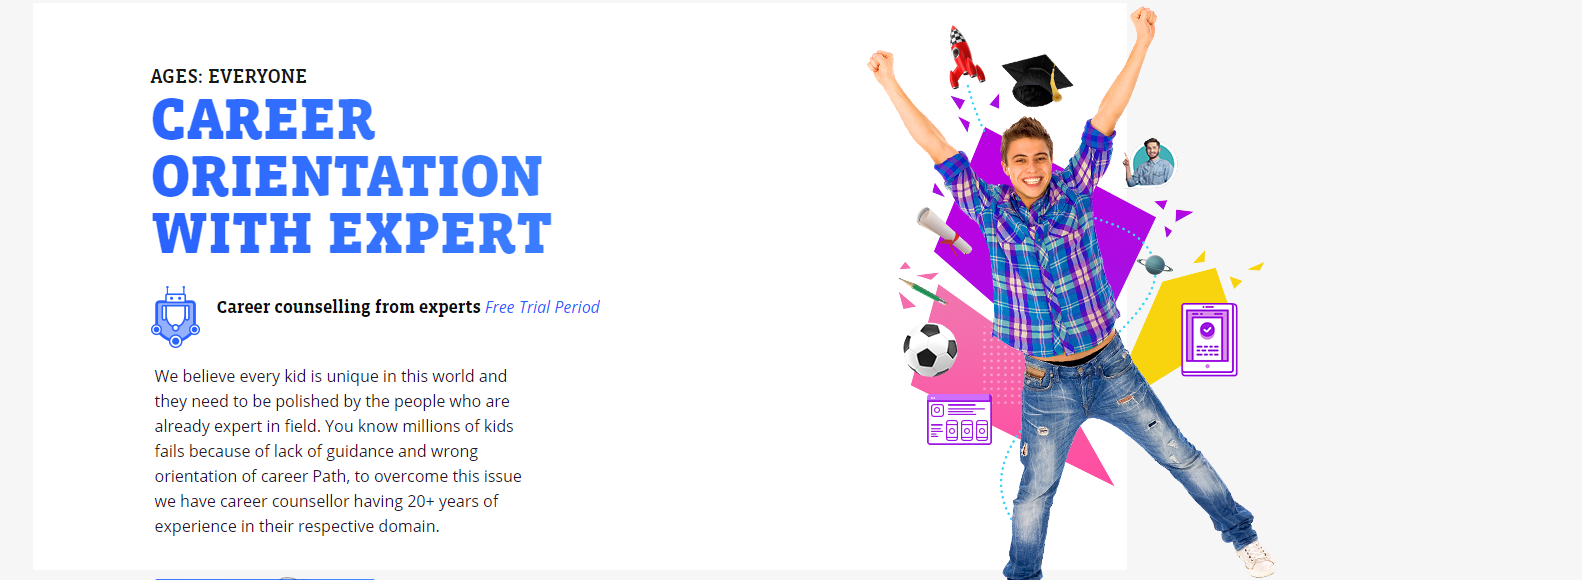 AGES: EVERYONE
CAREER
ORIENTATION
WITH EXPERT
Career counselling from experts Free Trial Period
We believe every kid is unique in this world and
they need to be polished by the people who are
already expert in field. You know millions of kids
fails because of lack of guidance and wrong
orientation of career Path, to overcome this issue
we have career counsellor having 20+ years of
experience in their respective domain.